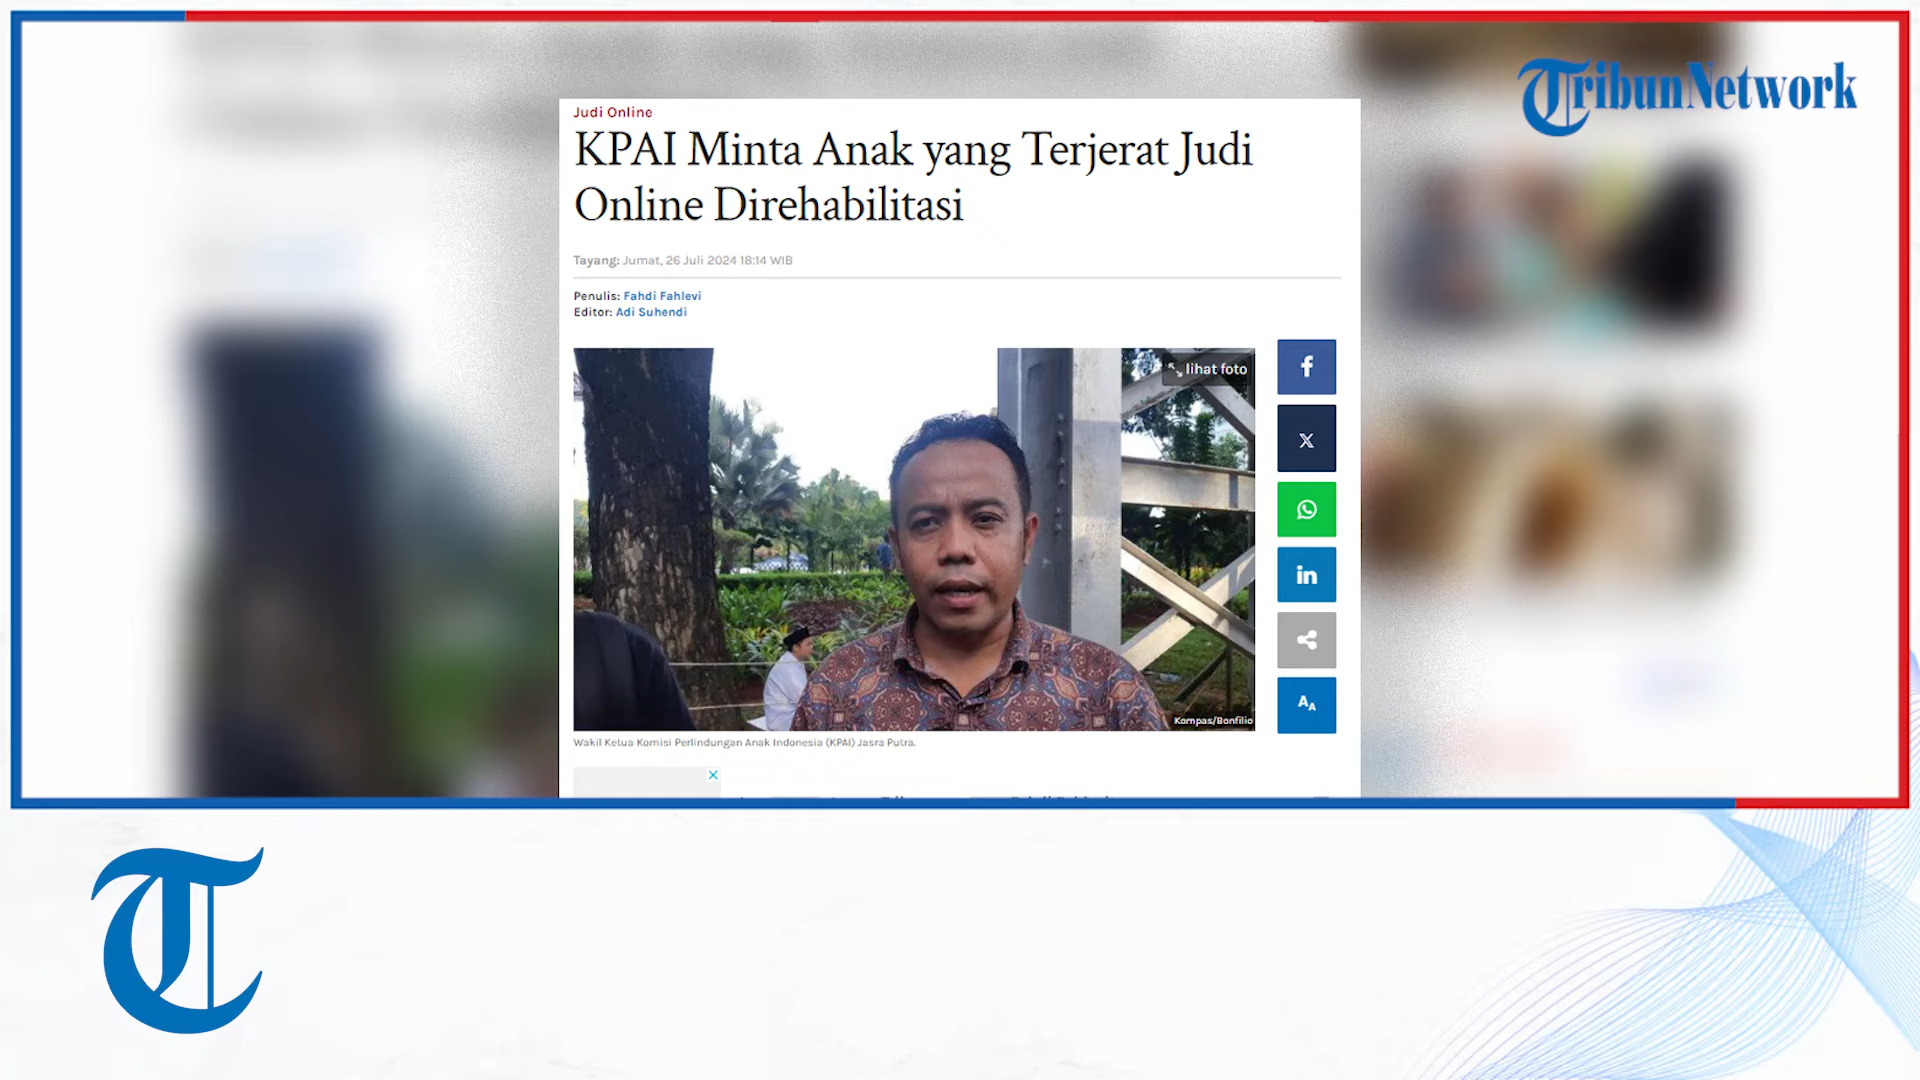 TribunNetwork
Judi Online
KPAI Minta Anak yang Terjerat Judi
Online Direhabilitasi
Tayang: Jumat, 26 Juli 2024 18:14 WIB
Penulis: Fahdi Fahlevi
Editor: Adi Suhendi
lihat foto
Kompas/Bonfilio
Wakil Ketua Komisi Perlindungan Anak Indonesia (KPAI) Jasra Putra.
T